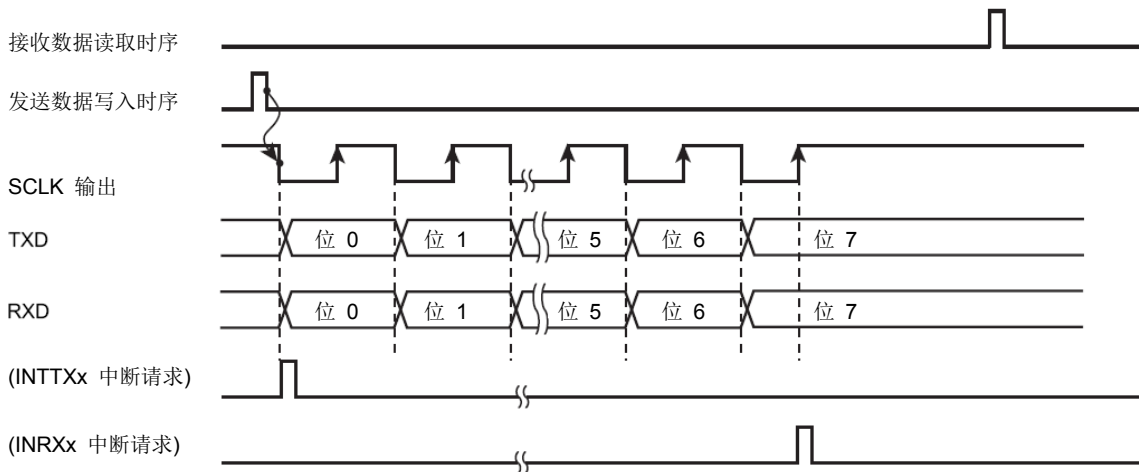 接收数据读取时序
发送数据写入时序
SCLK 输出
TXD 位 0 位 1 位 5 位 6 位 7
RXD 位 0 位 1 位 5 位 6 位 7
(INTTXx 中断请求)
(INRXx 中断请求)